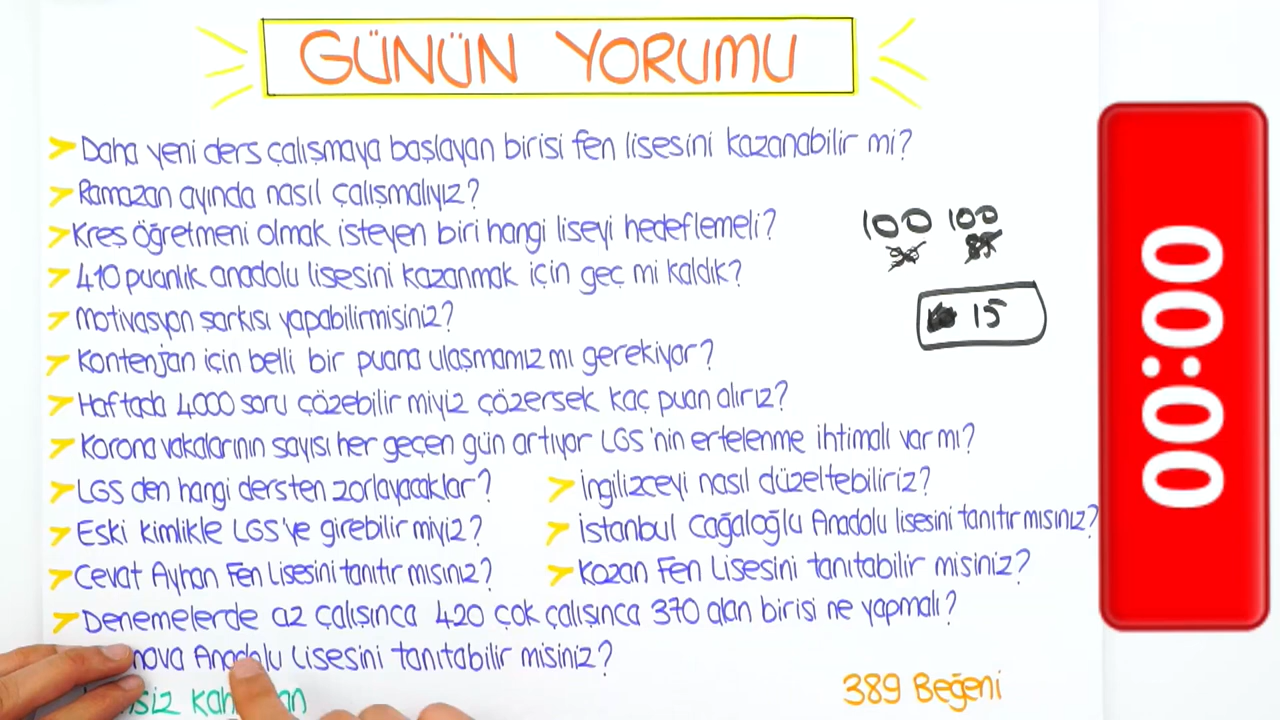 GÜNÜN YORUMU
Daha yeni ders çalışmaya başlayan birisi fen lisesini kazanabilir mi?
Ramazan ayında nasıl çalışmalıyız?
Kreş öğretmeni olmak isteyen biri hangi liseyi hedeflemeli?
100 100
410 puanlık anadolu lisesini kazanmak için geç mi kaldık?
15
Motivasyon şarkısı yapabilirmisiniz?
Kontenjan için belli bir puana ulaşmamız mı gerekiyor?
Haftada 4000 soru çözebilir miyiz çözersek kaç puan alırız?
Korona vakalarının sayısı her geçen gün artıyor LGS'nin ertelenme ihtimali var mı?
LGS den hangi dersten zorlayacaklar?
İngilizceyi nasıl düzeltebiliriz?
Eski kimlikle LGS'ye girebilir miyiz?
İstanbul Cağaloğlu Anadolu lisesini tanıtır mısınız?
Cevat Ayhan Fen Lisesini tanıtır mısınız?
Kazan Fen Lisesini tanıtabilir misiniz?
Denemelerde az çalışınca 420 çok çalışınca 370 alan birisi ne yapmalı?
Anadolu Lisesini tanıtabilir misiniz?
389 Beğeni
00:00